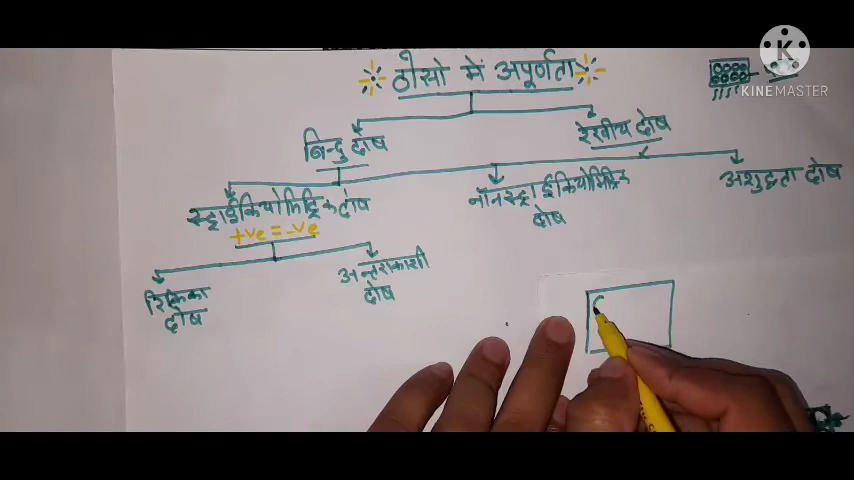 ठोसो में अपूर्णता
बिन्दु दोष
रेखीय दोष
स्ट्राईकियोमिट्रिक दोष
नॉनस्ट्राईकियोमिट्रिक
दोष
अशुद्धता दोष
+ve = -ve
रिक्तिका
दोष
अन्तराकाशी
दोष
K
KINEMASTER